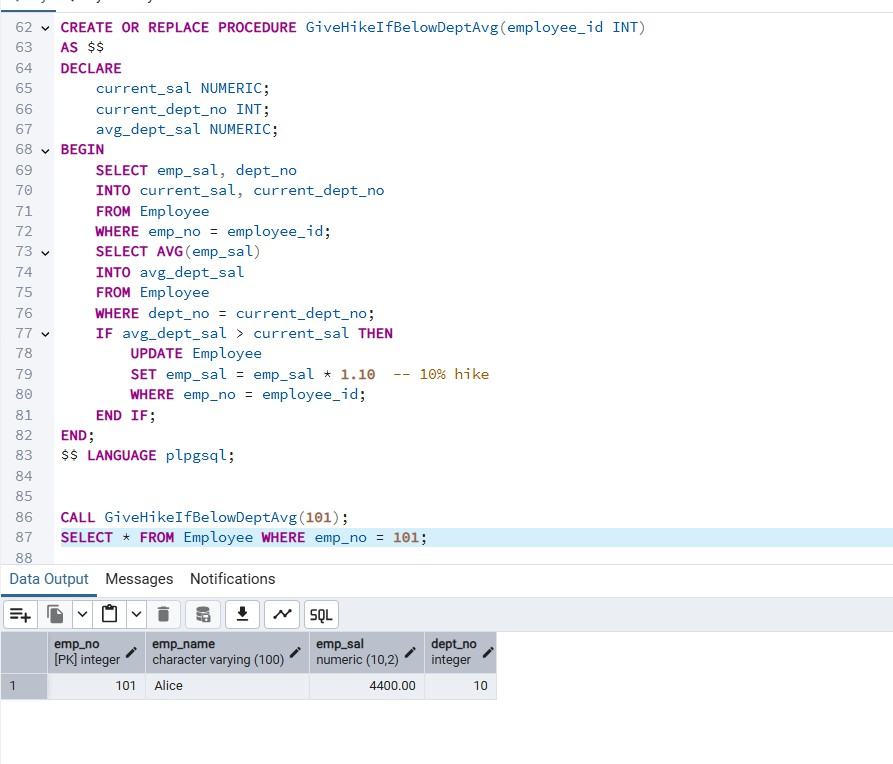 62 CREATE OR REPLACE PROCEDURE GiveHikeIfBelowDeptAvg(employee_id INT)
63 AS $$
64 DECLARE
65     current_sal NUMERIC;
66     current_dept_no INT;
67     avg_dept_sal NUMERIC;
68 BEGIN
69     SELECT emp_sal, dept_no
70     INTO current_sal, current_dept_no
71     FROM Employee
72     WHERE emp_no = employee_id;
73     SELECT AVG(emp_sal)
74     INTO avg_dept_sal
75     FROM Employee
76     WHERE dept_no = current_dept_no;
77     IF avg_dept_sal > current_sal THEN
78         UPDATE Employee
79         SET emp_sal = emp_sal * 1.10  -- 10% hike
80         WHERE emp_no = employee_id;
81     END IF;
82 END;
83 $$ LANGUAGE plpgsql;
84
85
86 CALL GiveHikeIfBelowDeptAvg(101);
87 SELECT * FROM Employee WHERE emp_no = 101;
88
Data Output Messages Notifications
SQL
emp_no emp_name emp_sal dept_no
[PK] integer character varying (100) numeric (10,2) integer
1 101 Alice 4400.00 10